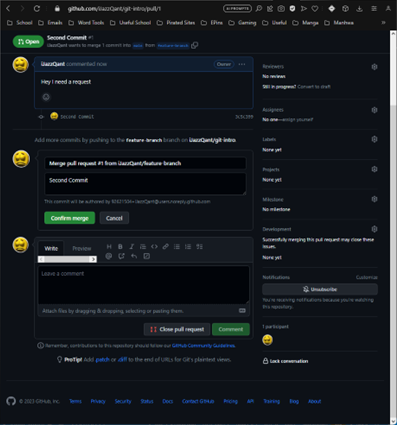 github.com/iJazzQant/git-intro/pull/1
School
Emails
Word Tools
Useful School
Pirated Sites
EFins
Gaming
Useful
Manga
Manhwa
Open
Second Commit #1
iJazzQant wants to merge 1 commit into main from feature-branch
iJazzQant commented now
Owner
Hey I need a request
Second Commit
Add more commits by pushing to the feature-branch branch on iJazzQant/git-intro.
Merge pull request #1 from iJazzQant/feature-branch
Second Commit
Confirm merge
Cancel
Write
Preview
Leave a comment
Attach files by dragging & dropping, selecting or pasting them.
Close pull request
Comment
Remember, contributions to this repository should follow our GitHub Community Guidelines.
ProTip! Add .patch or .diff to the end of URLs for Git's plaintext views.
Reviewers
No reviews
Still in progress? Convert to draft
Assignees
No one—assign yourself
Labels
None yet
Projects
None yet
Milestone
No milestone
Development
Successfully merging this pull request may close these issues.
None yet
Notifications
Customize
Unsubscribe
You're receiving notifications because you're watching this repository.
1 participant
Lock conversation
© 2023 GitHub, Inc.
Terms
Privacy
Security
Status
Docs
Contact GitHub
Pricing
API
Training
Blog
About